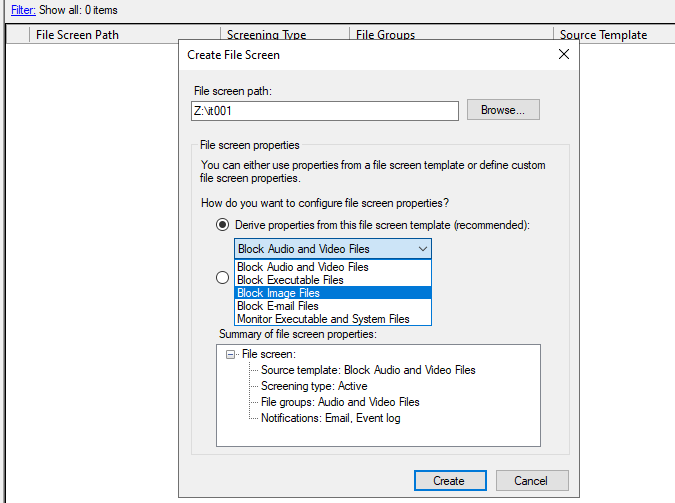 Filter: Show all: 0 items
File Screen Path Screening Type File Groups Source Template
Create File Screen
File screen path:
Z:\it001
Browse...
File screen properties
You can either use properties from a file screen template or define custom
file screen properties.
How do you want to configure file screen properties?
Derive properties from this file screen template (recommended):
Block Audio and Video Files
Block Audio and Video Files
Block Executable Files
Block Image Files
Block E-mail Files
Monitor Executable and System Files
Summary of file screen properties:
File screen:
Source template: Block Audio and Video Files
Screening type: Active
File groups: Audio and Video Files
Notifications: Email, Event log
Create
Cancel